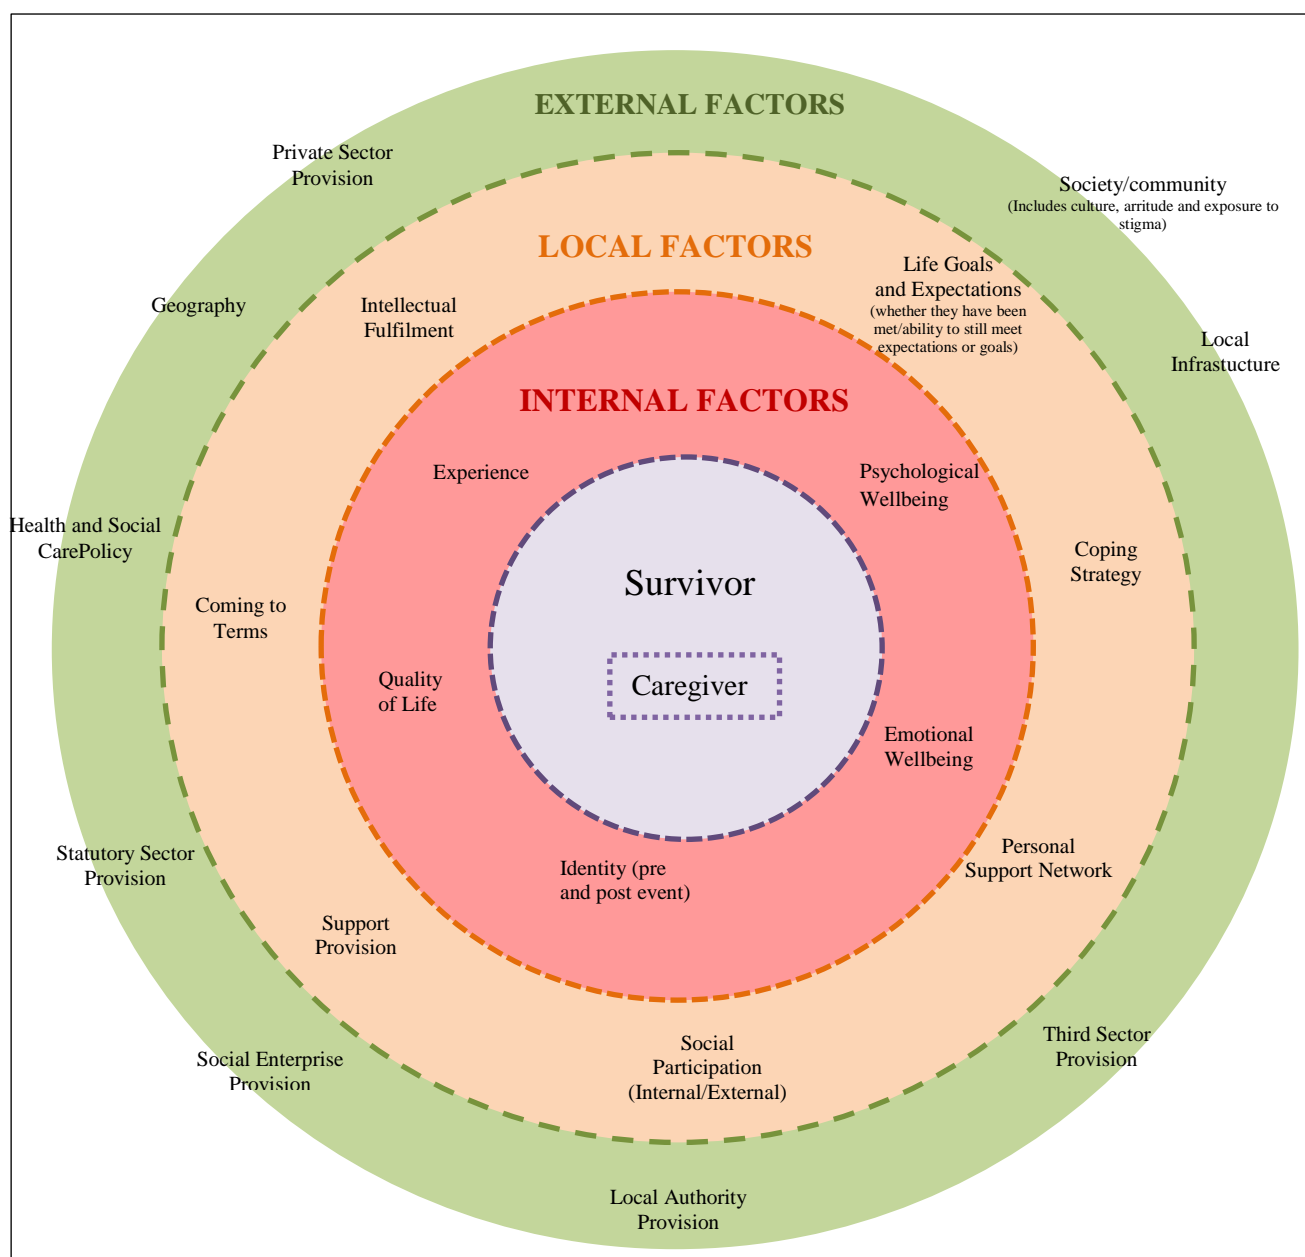 EXTERNAL FACTORS
Private Sector
Provision
Society/community
(Includes culture, arritude and exposure to
stigma)
LOCAL FACTORS
Life Goals
and Expectations
(whether they have been
met/ability to still meet
expectations or goals)
Geography
Intellectual
Fulfilment
Local
Infrastucture
INTERNAL FACTORS
Experience
Psychological
Wellbeing
Health and Social
CarePolicy
Coping
Strategy
Survivor
Coming to
Terms
Caregiver
Quality
of Life
Emotional
Wellbeing
Statutory Sector
Provision
Identity (pre
and post event)
Personal
Support Network
Support
Provision
Social Enterprise
Provision
Social
Participation
(Internal/External)
Third Sector
Provision
Local Authority
Provision